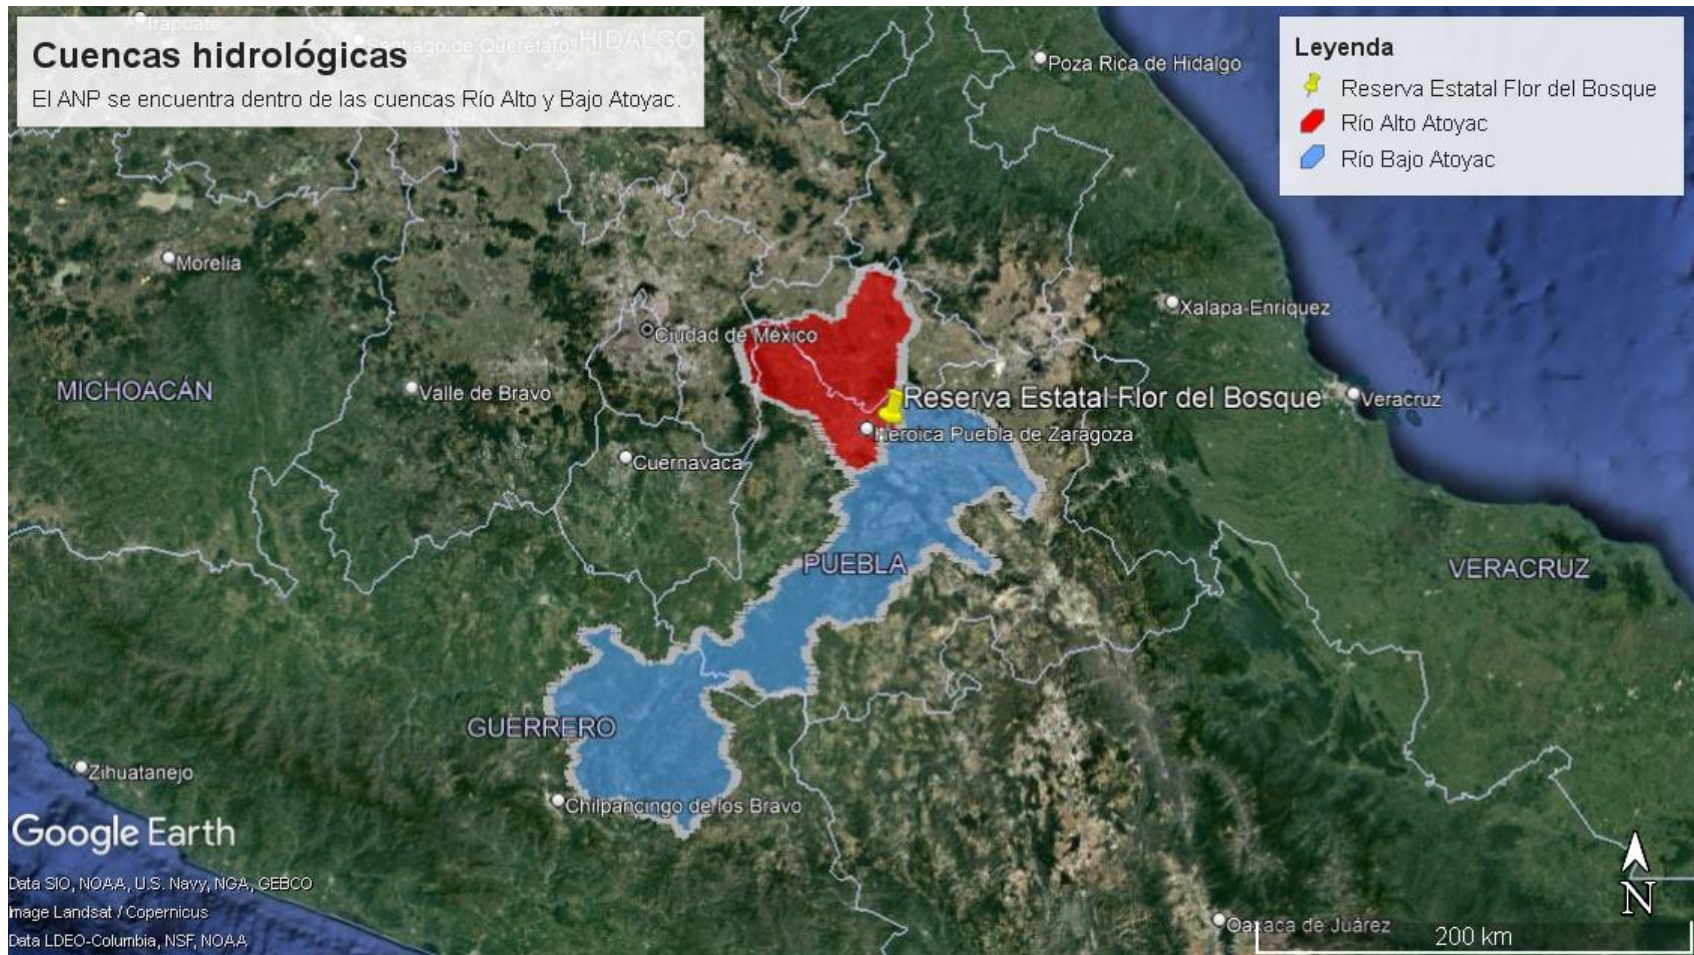 Irapuato
Santiago de Querétaro
HIDALGO
Cuencas hidrológicas
El ANP se encuentra dentro de las cuencas Río Alto y Bajo Atoyac.
Leyenda
Reserva Estatal Flor del Bosque
Río Alto Atoyac
Río Bajo Atoyac
Poza Rica de Hidalgo
Morelia
Xalapa-Enríquez
Ciudad de México
MICHOACÁN
Valle de Bravo
Reserva Estatal Flor del Bosque
Veracruz
Heroica Puebla de Zaragoza
Cuernavaca
PUEBLA
VERACRUZ
GUERRERO
Zihuatanejo
Chilpancingo de los Bravo
Google Earth
Data SIO, NOAA, U.S. Navy, NGA, GEBCO
Image Landsat / Copernicus
Data LDEO-Columbia, NSF, NOAA
N
Oaxaca de Juárez
200 km